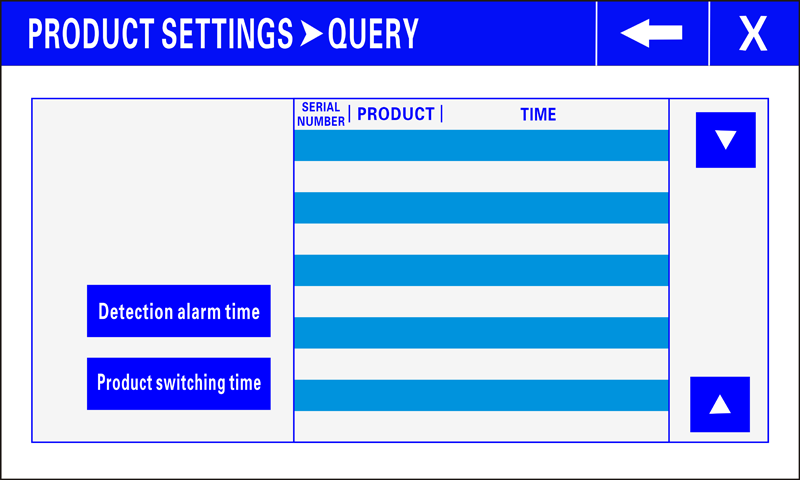 PRODUCT SETTINGS➤QUERY
X
SERIAL
NUMBER | PRODUCT | TIME
Detection alarm time
Product switching time